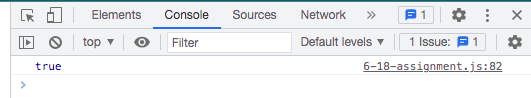 Elements Console Sources Network » 1
top ▼ Filter Default levels ▼ 1 Issue: 1
true 6-18-assignment.js:82
>